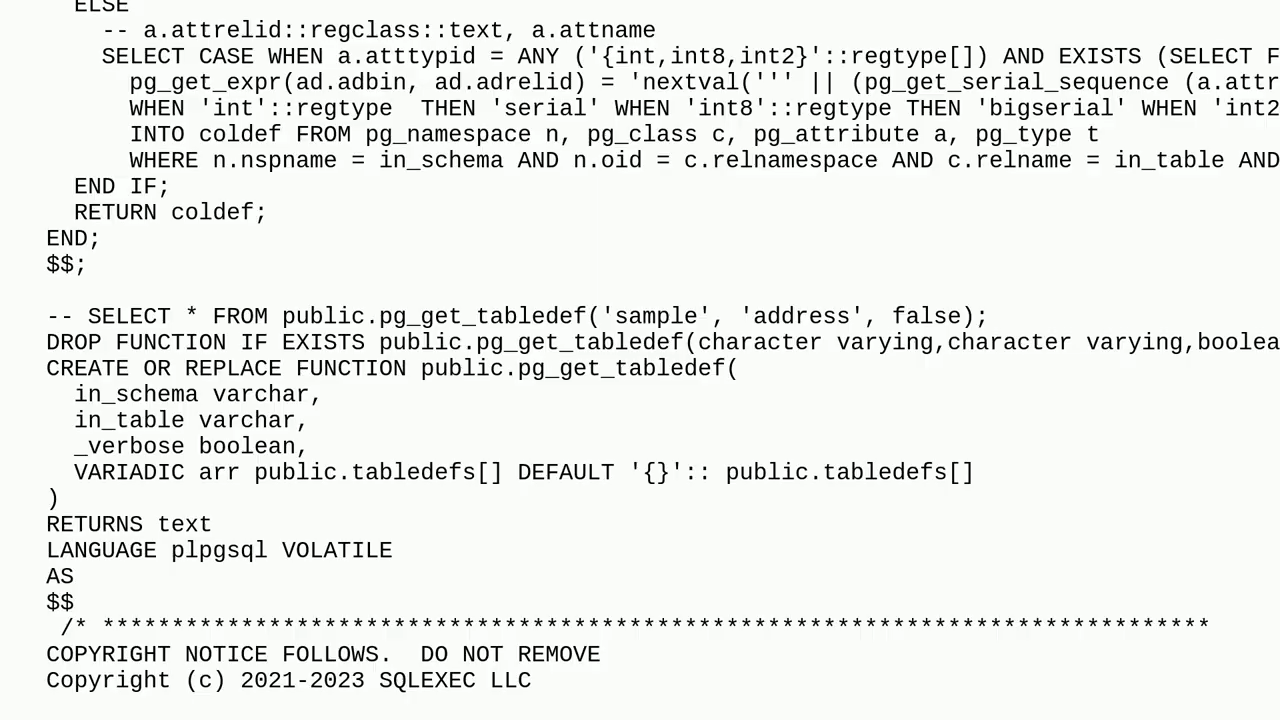 ELSE
-- a.attrelid::regclass::text, a.attname
SELECT CASE WHEN a.atttypid = ANY ('{int,int8,int2}'::regtype[]) AND EXISTS (SELECT F
pg_get_expr(ad.adbin, ad.adrelid) = 'nextval(''' || (pg_get_serial_sequence (a.attr
WHEN 'int'::regtype  THEN 'serial' WHEN 'int8'::regtype THEN 'bigserial' WHEN 'int2
INTO coldef FROM pg_namespace n, pg_class c, pg_attribute a, pg_type t
WHERE n.nspname = in_schema AND n.oid = c.relnamespace AND c.relname = in_table AND
END IF;
RETURN coldef;
END;
$$;
-- SELECT * FROM public.pg_get_tabledef('sample', 'address', false);
DROP FUNCTION IF EXISTS public.pg_get_tabledef(character varying,character varying,boolea
CREATE OR REPLACE FUNCTION public.pg_get_tabledef(
in_schema varchar,
in_table varchar,
_verbose boolean,
VARIADIC arr public.tabledefs[] DEFAULT '{}':: public.tabledefs[]
)
RETURNS text
LANGUAGE plpgsql VOLATILE
AS
$$
/* ********************************************************************************
COPYRIGHT NOTICE FOLLOWS.  DO NOT REMOVE
Copyright (c) 2021-2023 SQLEXEC LLC